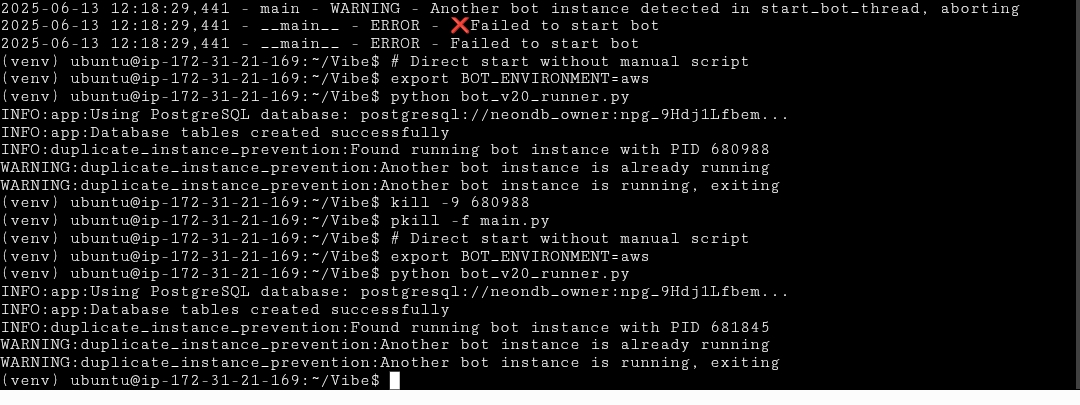 2025-06-13 12:18:29,441 - main - WARNING - Another bot instance detected in start_bot_thread, aborting
2025-06-13 12:18:29,441 - __main__ - ERROR - ❌Failed to start bot
2025-06-13 12:18:29,441 - __main__ - ERROR - Failed to start bot
(venv) ubuntu@ip-172-31-21-169:~/Vibe$ # Direct start without manual script
(venv) ubuntu@ip-172-31-21-169:~/Vibe$ export BOT_ENVIRONMENT=aws
(venv) ubuntu@ip-172-31-21-169:~/Vibe$ python bot_v20_runner.py
INFO:app:Using PostgreSQL database: postgresql://neondb_owner:npg_9Hdj1Lfbem...
INFO:app:Database tables created successfully
INFO:duplicate_instance_prevention:Found running bot instance with PID 680988
WARNING:duplicate_instance_prevention:Another bot instance is already running
WARNING:duplicate_instance_prevention:Another bot instance is running, exiting
(venv) ubuntu@ip-172-31-21-169:~/Vibe$ kill -9 680988
(venv) ubuntu@ip-172-31-21-169:~/Vibe$ pkill -f main.py
(venv) ubuntu@ip-172-31-21-169:~/Vibe$ # Direct start without manual script
(venv) ubuntu@ip-172-31-21-169:~/Vibe$ export BOT_ENVIRONMENT=aws
(venv) ubuntu@ip-172-31-21-169:~/Vibe$ python bot_v20_runner.py
INFO:app:Using PostgreSQL database: postgresql://neondb_owner:npg_9Hdj1Lfbem...
INFO:app:Database tables created successfully
INFO:duplicate_instance_prevention:Found running bot instance with PID 681845
WARNING:duplicate_instance_prevention:Another bot instance is already running
WARNING:duplicate_instance_prevention:Another bot instance is running, exiting
(venv) ubuntu@ip-172-31-21-169:~/Vibe$